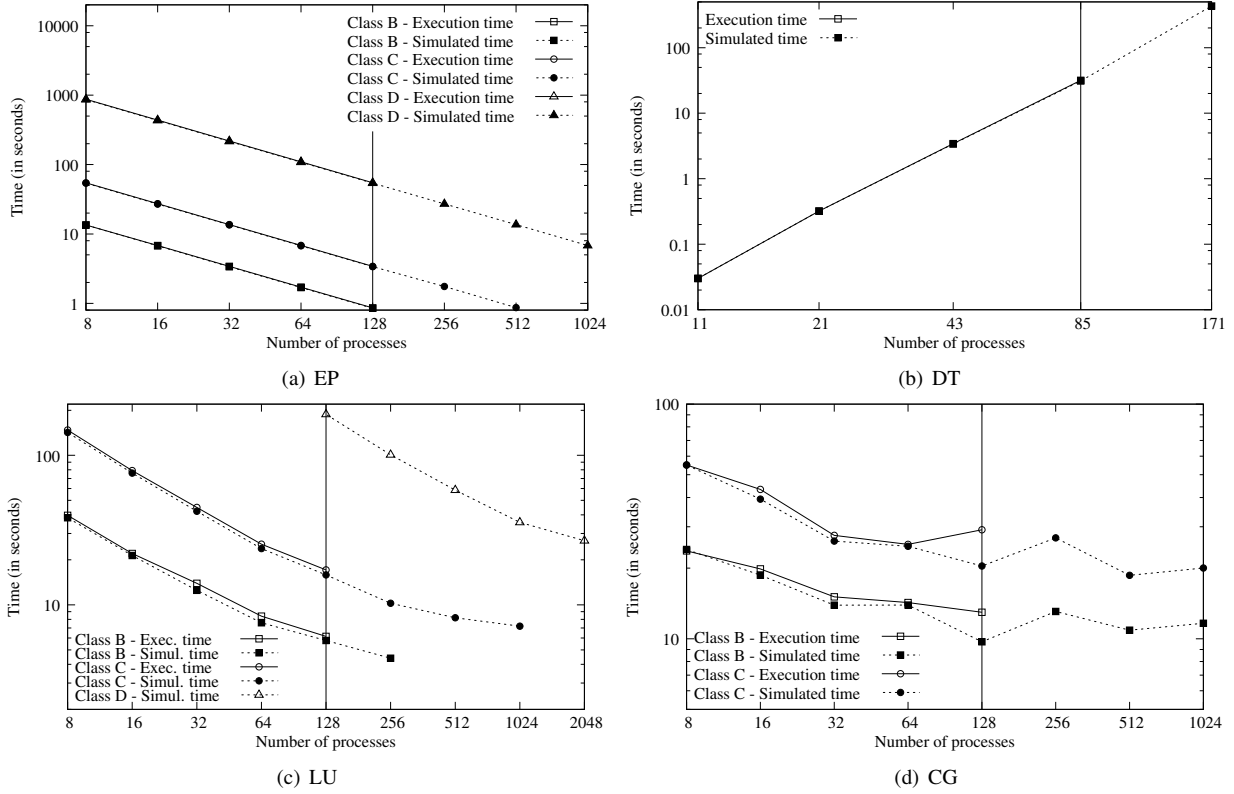 10000
1000
100
10
1
Time (in seconds)
Class B - Execution time
Class B - Simulated time
Class C - Execution time
Class C - Simulated time
Class D - Execution time
Class D - Simulated time
8 16 32 64 128 256 512 1024
Number of processes
(a) EP
100
10
1
0.1
0.01
Time (in seconds)
Execution time
Simulated time
11 21 43 85 171
Number of processes
(b) DT
100
10
Time (in seconds)
Class B - Exec. time
Class B - Simul. time
Class C - Exec. time
Class C - Simul. time
Class D - Simul. time
8 16 32 64 128 256 512 1024 2048
Number of processes
(c) LU
100
10
Time (in seconds)
Class B - Execution time
Class B - Simulated time
Class C - Execution time
Class C - Simulated time
8 16 32 64 128 256 512 1024
Number of processes
(d) CG